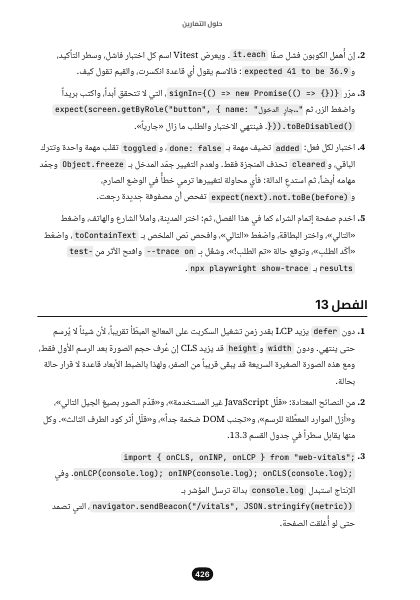 حلول التمارين
2. إن أُهمل الكوبون فشل صفّا it.each. ويعرض Vitest اسم كل اختبار فاشل، وسطر التأكيد،
و expected 41 to be 36.9: فالاسم يقول أي قاعدة انكسرت، والقيم تقول كيف.
3. مرّر signIn={() => new Promise(() => {})}، التي لا تتحقق أبداً، واكتب بريداً
واضغط الزر، ثم expect(screen.getByRole("button", { name: "جارٍ الدخول…"
})).toBeDisabled(). فينتهي الاختبار والطلب ما زال «جارياً».
4. اختبار لكل فعل: added تضيف مهمة بـ done: false، و toggled تقلب مهمة واحدة وتترك
الباقي، و cleared تحذف المنجزة فقط. ولعدم التغيير جمّد المدخل بـ Object.freeze وجمّد
مهامه أيضاً، ثم استدعِ الدالة: فأي محاولة لتغييرها ترمي خطأً في الوضع الصارم،
و expect(next).not.toBe(before) تفحص أن مصفوفة جديدة رجعت.
5. اخدم صفحة إتمام الشراء كما في هذا الفصل، ثم: اختر المدينة، واملأ الشارع والهاتف، واضغط
«التالي»، واختر البطاقة، واضغط «التالي»، وافحص نص الملخص بـ toContainText، واضغط
«أكّد الطلب»، وتوقع حالة «تم الطلب!». وشغّل بـ --trace on وافتح الأثر من test-
results بـ npx playwright show-trace.
الفصل 13
1. دون defer يزيد LCP بقدر زمن تشغيل السكربت على المعالج المبطّأ تقريباً، لأن شيئاً لا يُرسم
حتى ينتهي. ودون width و height قد يزيد CLS إن عُرف حجم الصورة بعد الرسم الأول فقط،
ومع هذه الصورة الصغيرة السريعة قد يبقى قريباً من الصفر، ولهذا بالضبط الأبعاد قاعدة لا قرار حالة
بحالة.
2. من النصائح المعتادة: «قلّل JavaScript غير المستخدمة»، و«قدّم الصور بصيغ الجيل التالي»،
و«أزل الموارد المعطّلة للرسم»، و«تجنب DOM ضخمة جداً»، و«قلّل أثر كود الطرف الثالث». وكل
منها يقابل سطراً في جدول القسم 13.3.
3. import { onCLS, onINP, onLCP } from "web-vitals";
onLCP(console.log); onINP(console.log); onCLS(console.log);. وفي
الإنتاج استبدل console.log بدالة ترسل المؤشر بـ
navigator.sendBeacon("/vitals", JSON.stringify(metric))، التي تصمد
حتى لو أُغلقت الصفحة.
426